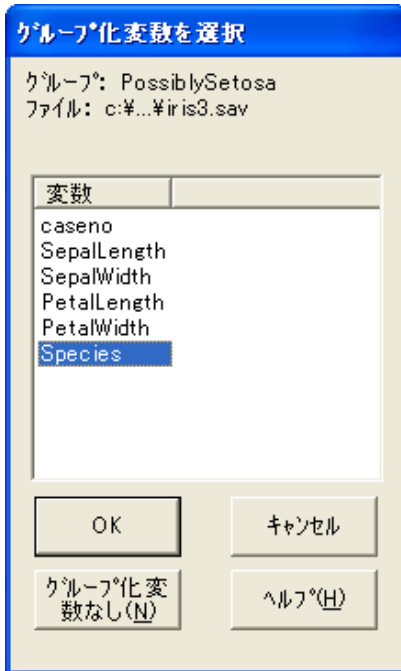 グループ化変数を選択
グループ: PossiblySetosa
ファイル: c:¥...¥iris3.sav
変数
caseno
SepalLength
SepalWidth
PetalLength
PetalWidth
Species
OK
キャンセル
グループ化変
数なし(N)
ヘルプ(H)